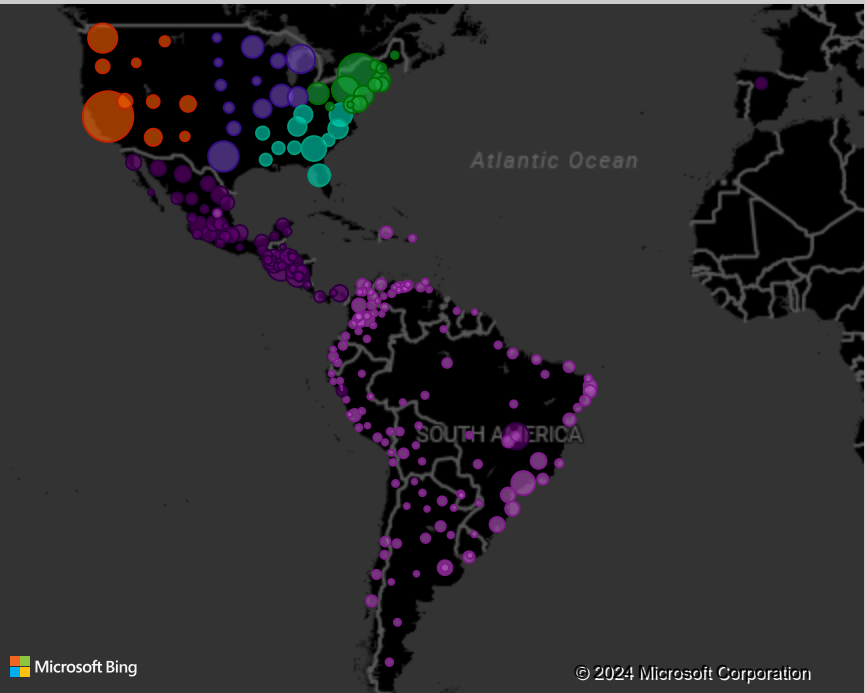 Atlantic Ocean
SOUTH AMERICA
Microsoft Bing
© 2024 Microsoft Corporation